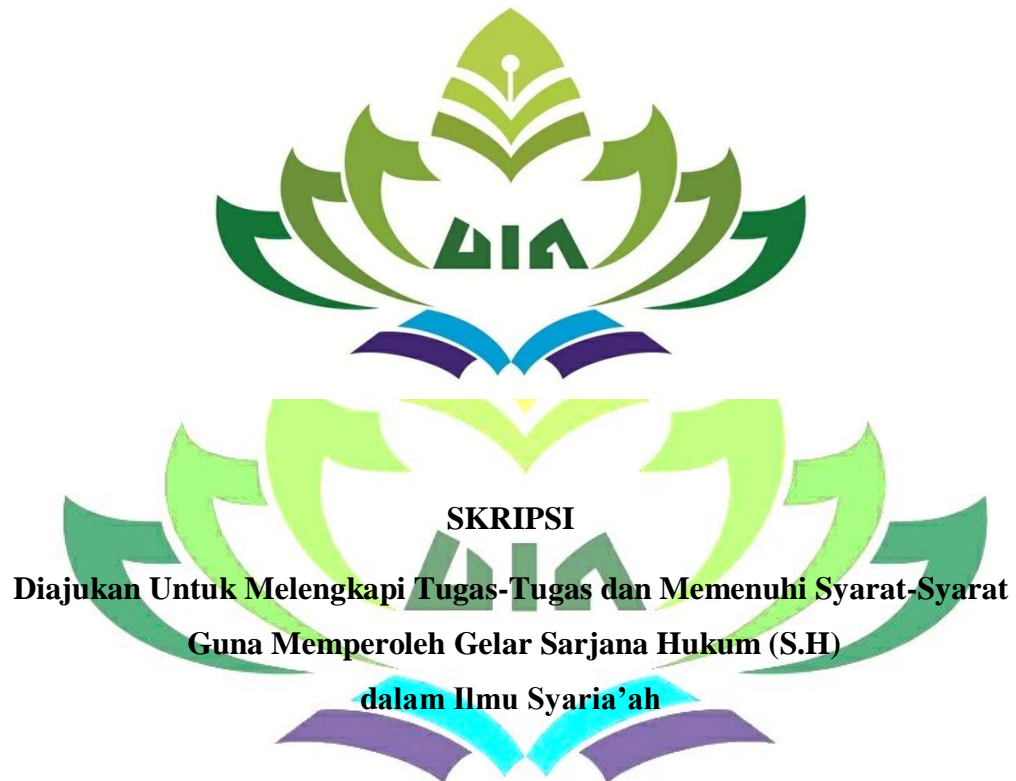 UIN
SKRIPSI
UIN
Diajukan Untuk Melengkapi Tugas-Tugas dan Memenuhi Syarat-Syarat
Guna Memperoleh Gelar Sarjana Hukum (S.H)
dalam Ilmu Syaria’ah